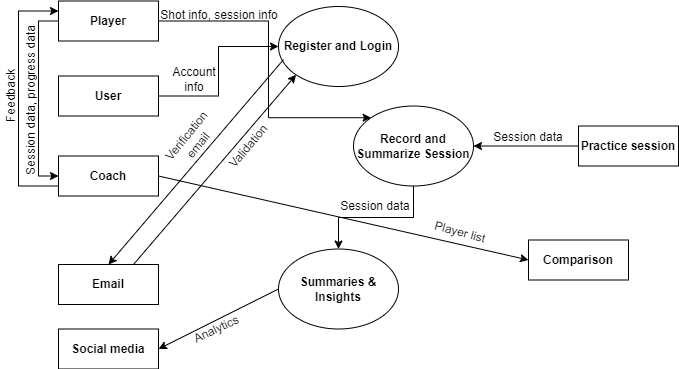 Player
Shot info, session info
Register and Login
Feedback
Session data, progress data
Account
info
User
Verification
email
Validation
Record and
Summarize Session
Session data
Practice session
Coach
Session data
Player list
Comparison
Email
Summaries &
Insights
Analytics
Social media